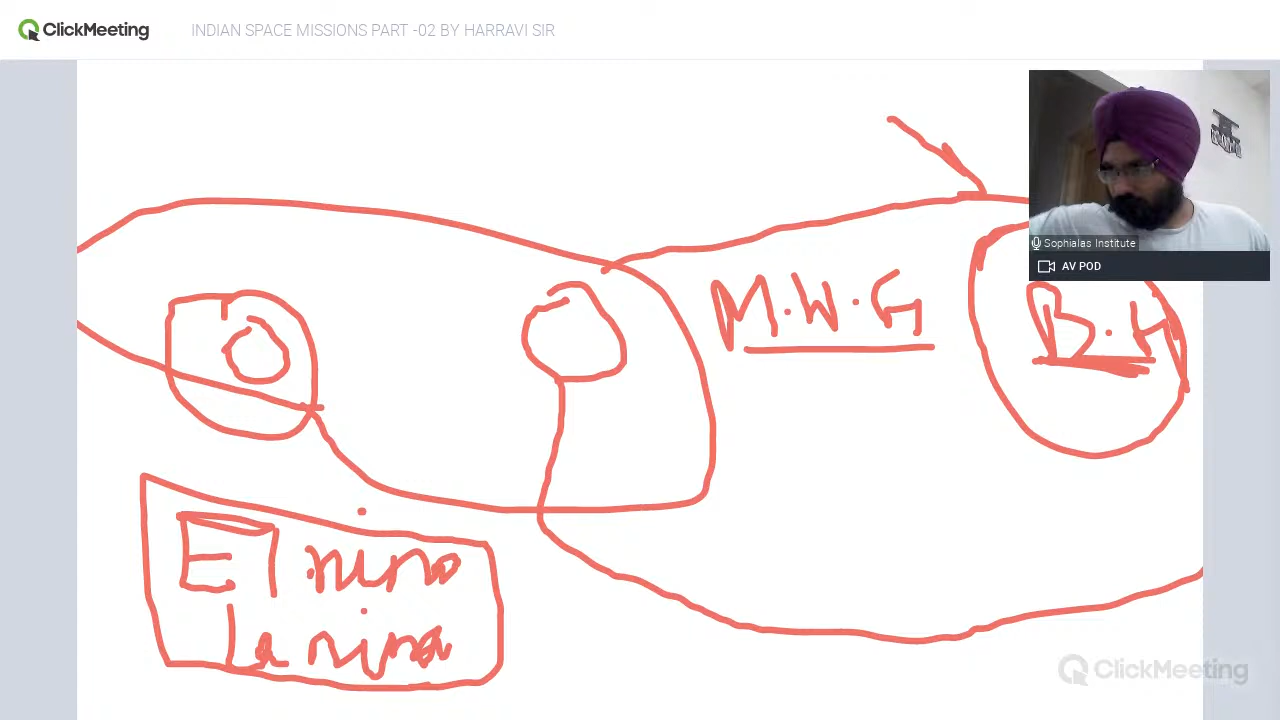 ClickMeeting INDIAN SPACE MISSIONS PART -02 BY HARRAVI SIR
Sophialas Institute
AV POD
M.W.G
B.H
El nino
la nina
ClickMeeting